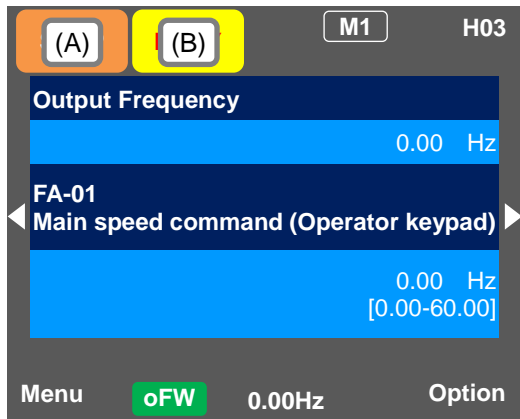 (A) (B) M1 H03
Output Frequency
0.00 Hz
FA-01
Main speed command (Operator keypad)
0.00 Hz
[0.00-60.00]
Menu oFW 0.00Hz Option